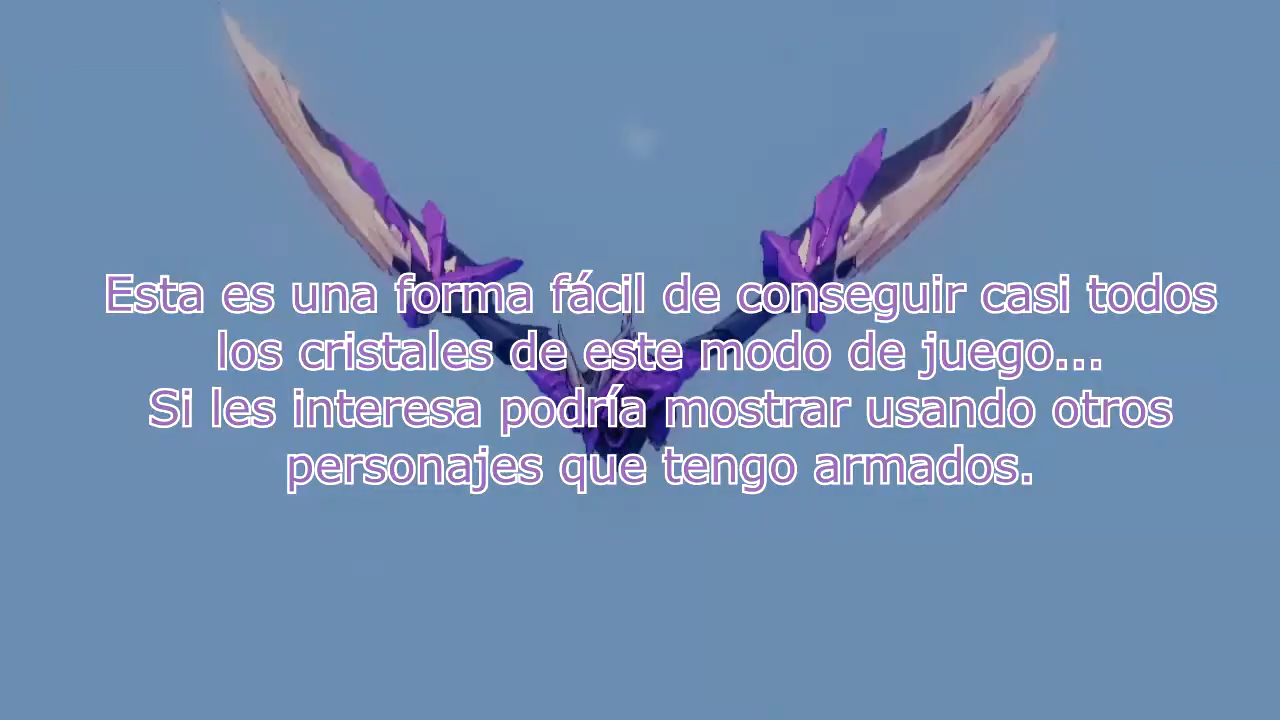 Esta es una forma fácil de conseguir casi todos
los cristales de este modo de juego...
Si les interesa podría mostrar usando otros
personajes que tengo armados.